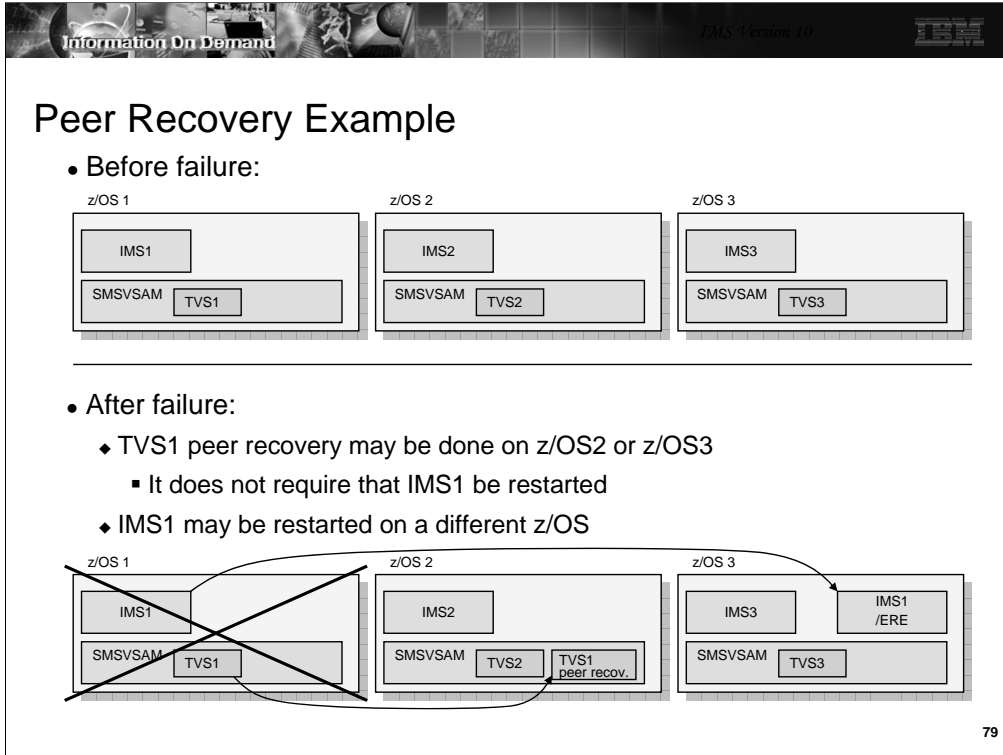 Information On Demand
IMS Version 10
IBM
Peer Recovery Example
• Before failure:
z/OS 1
z/OS 2
z/OS 3
IMS1
IMS2
IMS3
SMSVSAM
TVS1
SMSVSAM
TVS2
SMSVSAM
TVS3
• After failure:
◆ TVS1 peer recovery may be done on z/OS2 or z/OS3
▪ It does not require that IMS1 be restarted
◆ IMS1 may be restarted on a different z/OS
z/OS 1
z/OS 2
z/OS 3
IMS1
IMS2
IMS3
IMS1
/ERE
SMSVSAM
TVS1
SMSVSAM
TVS2
TVS1
peer recov.
SMSVSAM
TVS3
79